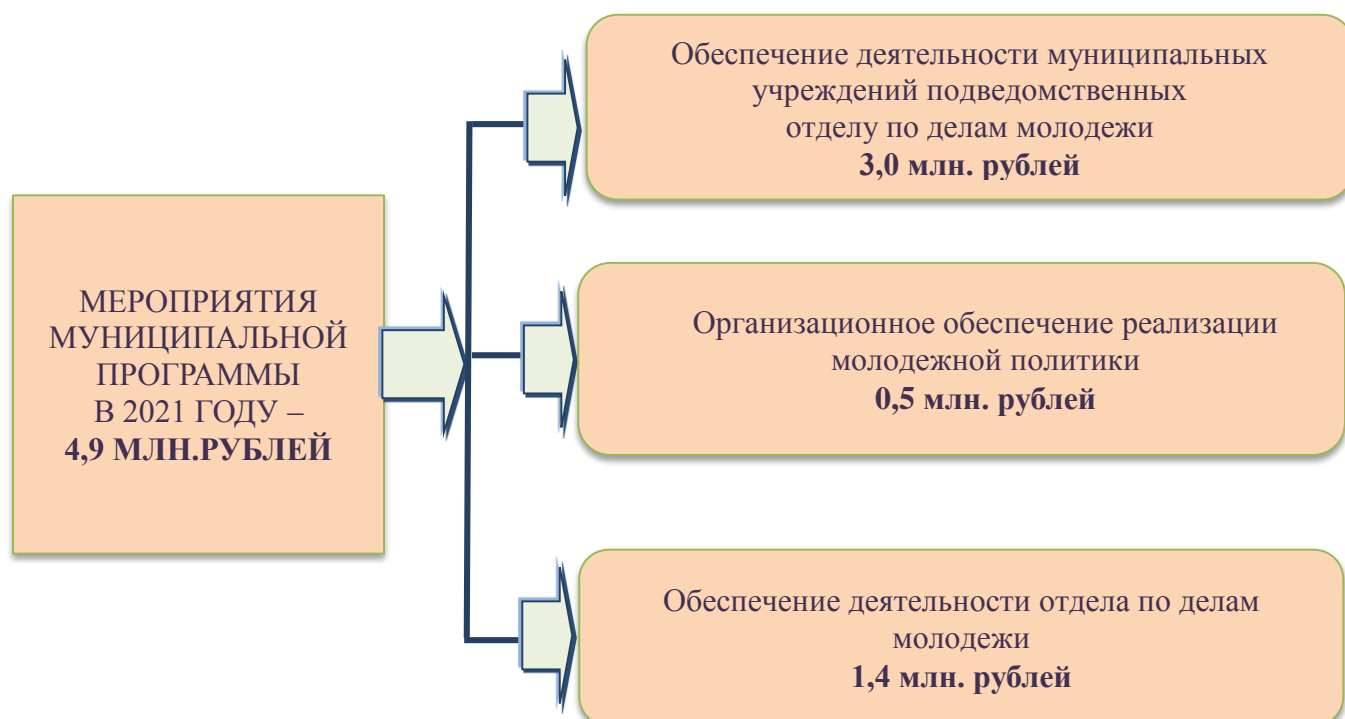 МЕРОПРИЯТИЯ
МУНИЦИПАЛЬНОЙ
ПРОГРАММЫ
В 2021 ГОДУ –
4,9 МЛН.РУБЛЕЙ
Обеспечение деятельности муниципальных
учреждений подведомственных
отделу по делам молодежи
3,0 млн. рублей
Организационное обеспечение реализации
молодежной политики
0,5 млн. рублей
Обеспечение деятельности отдела по делам
молодежи
1,4 млн. рублей